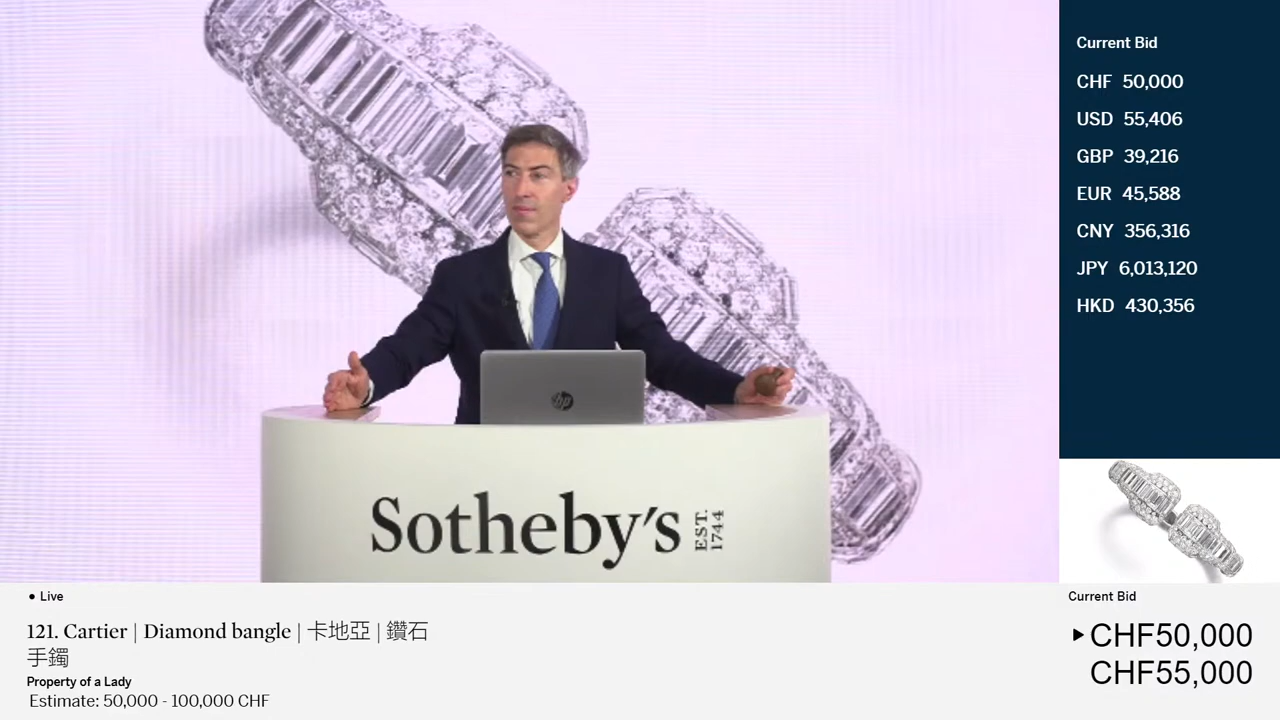 Current Bid
CHF 50,000
USD 55,406
GBP 39,216
EUR 45,588
CNY 356,316
JPY 6,013,120
HKD 430,356
hp
Sotheby's EST. 1744
• Live
121. Cartier | Diamond bangle | 卡地亞 | 鑽石
手鐲
Property of a Lady
Estimate: 50,000 - 100,000 CHF
Current Bid
▶ CHF50,000
CHF55,000